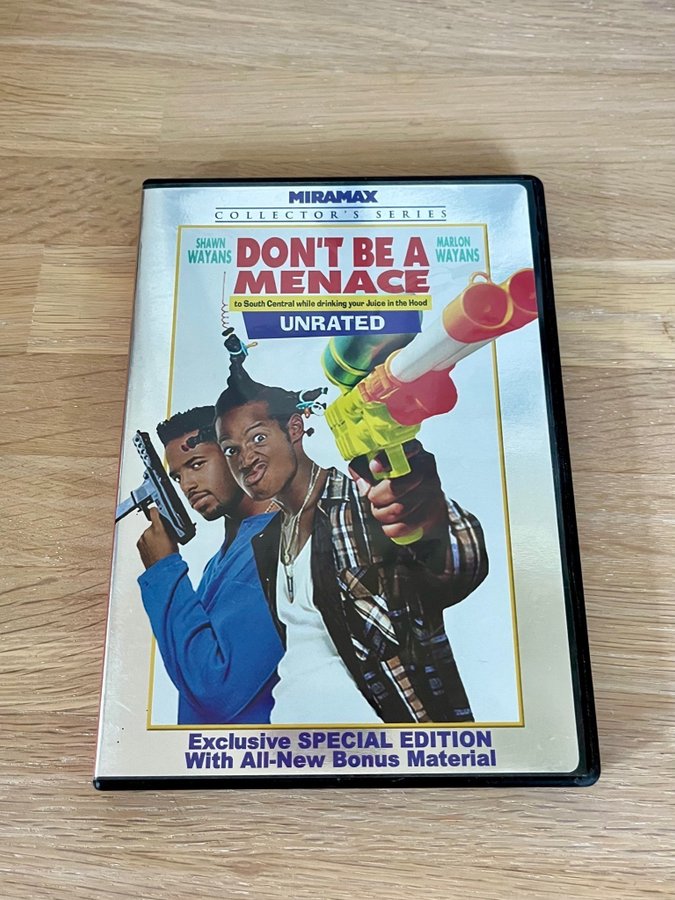 MIRAMAX
COLLECTOR'S SERIES
SHAWN
WAYANS
DON'T BE A
MENACE
MARLON
WAYANS
to South Central while drinking your Juice in the Hood
UNRATED
Exclusive SPECIAL EDITION
With All-New Bonus Material